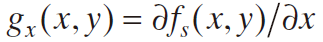 gₓ(x, y) = ∂fₛ(x, y)/∂x